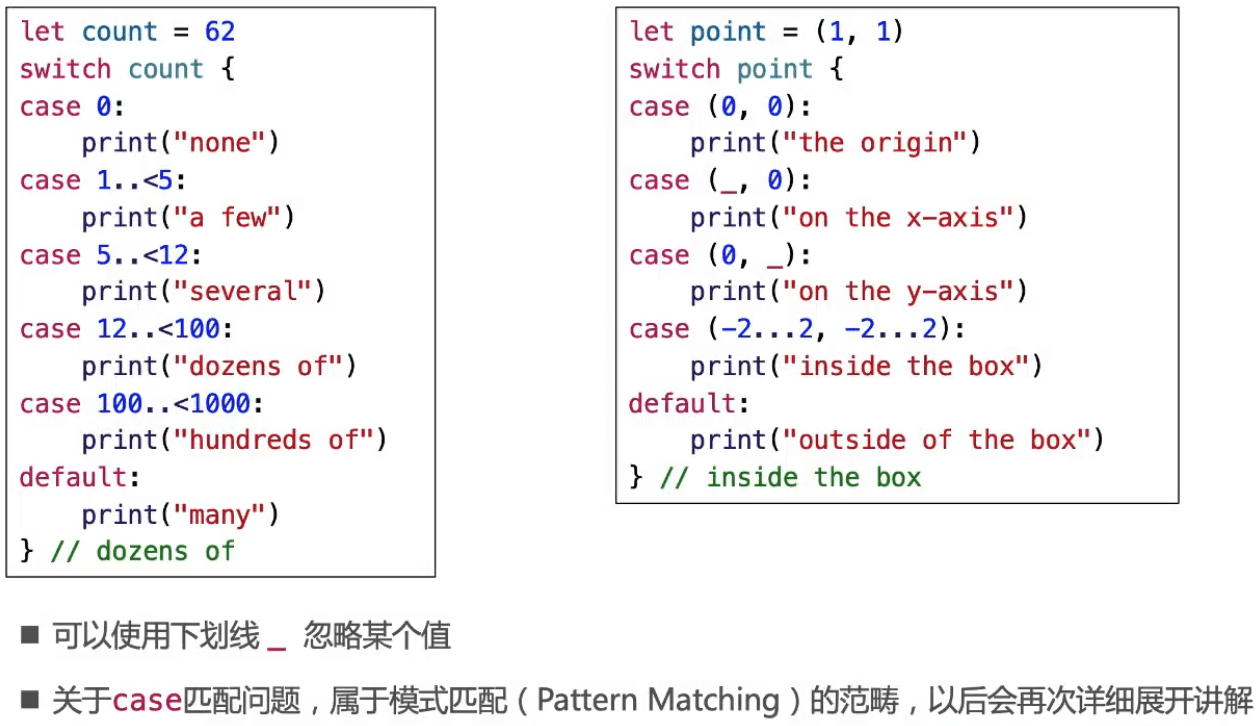 let count = 62
switch count {
case 0:
    print("none")
case 1..<5:
    print("a few")
case 5..<12:
    print("several")
case 12..<100:
    print("dozens of")
case 100..<1000:
    print("hundreds of")
default:
    print("many")
} // dozens of
let point = (1, 1)
switch point {
case (0, 0):
    print("the origin")
case (_, 0):
    print("on the x-axis")
case (0, _):
    print("on the y-axis")
case (-2...2, -2...2):
    print("inside the box")
default:
    print("outside of the box")
} // inside the box
■ 可以使用下划线 _ 忽略某个值
■ 关于case匹配问题，属于模式匹配（Pattern Matching）的范畴，以后会再次详细展开讲解